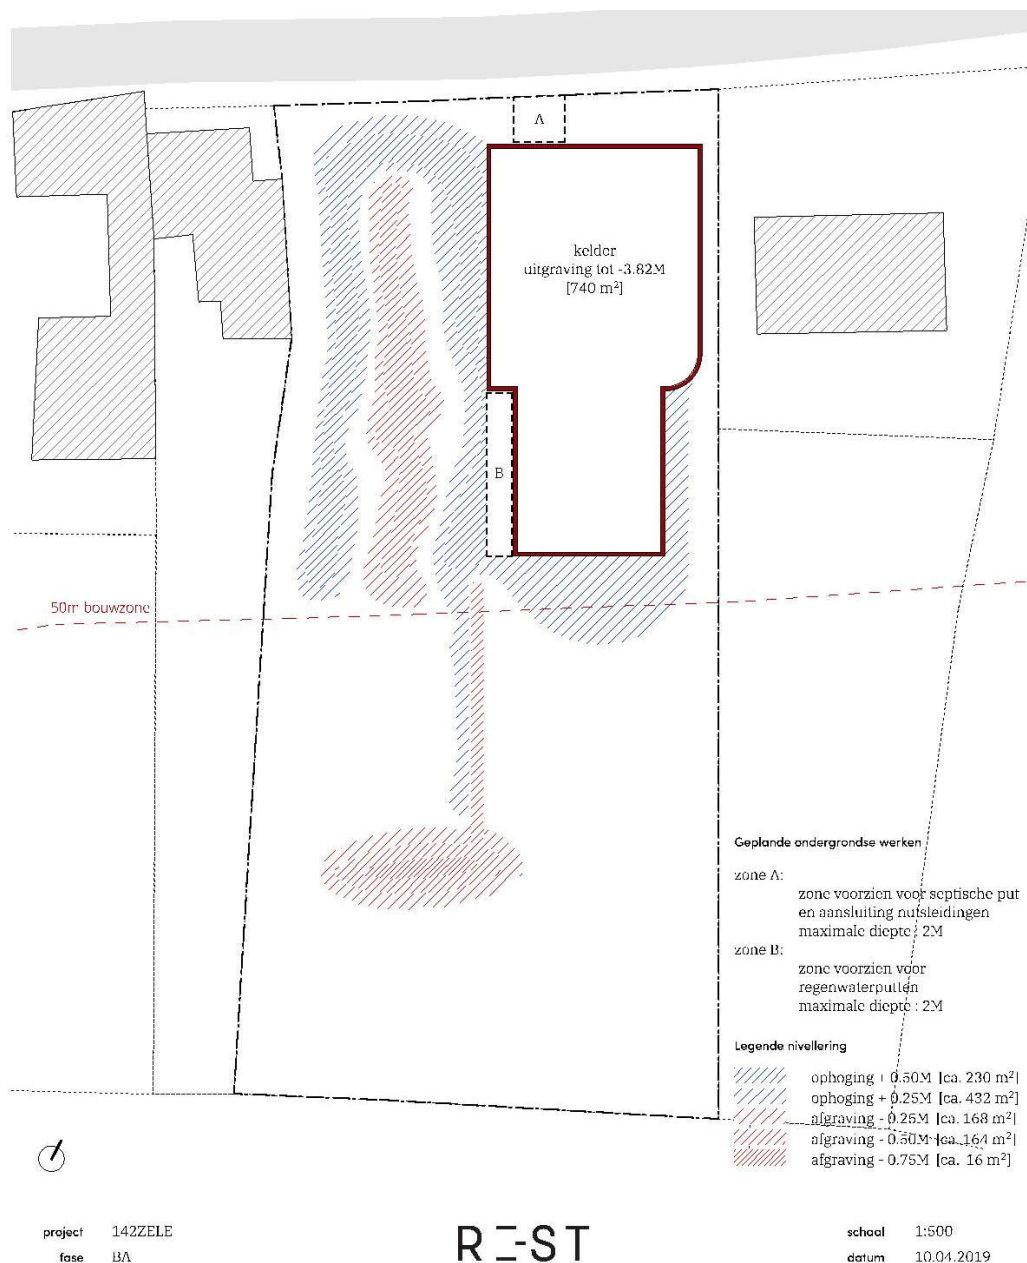 A
kelder
uitgraving tot -3.82M
[740 m²]
B
50m bouwzone
Geplande ondergrondse werken
zone A:
zone voorzien voor septische put
en aansluiting nutsleidingen
maximale diepte : 2M
zone B:
zone voorzien voor
regenwaterputten
maximale diepte : 2M
Legende nivellering
ophoging + 0.50M [ca. 230 m²]
ophoging + 0.25M [ca. 432 m²]
afgraving - 0.25M [ca. 168 m²]
afgraving - 0.50M [ca. 164 m²]
afgraving - 0.75M [ca. 16 m²]
project 142ZELE
fase BA
REST
schaal 1:500
datum 10.04.2019